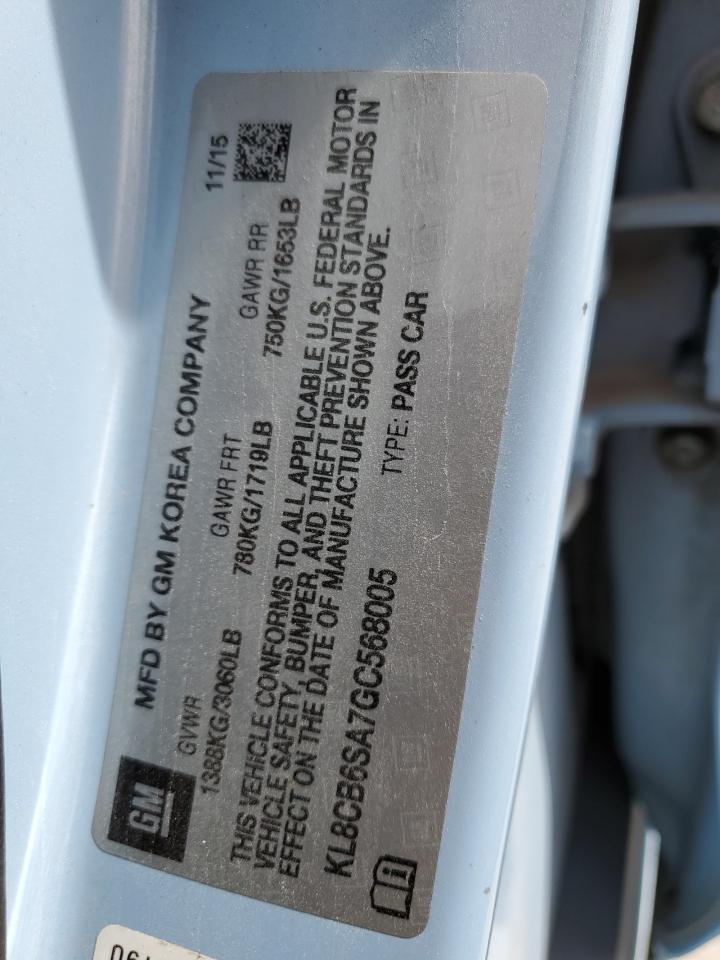 MFD BY GM KOREA COMPANY 11/15
GM
GVWR GAWR FRT GAWR RR
1388KG/3060LB 780KG/1719LB 750KG/1653LB
THIS VEHICLE CONFORMS TO ALL APPLICABLE U.S. FEDERAL MOTOR
VEHICLE SAFETY, BUMPER, AND THEFT PREVENTION STANDARDS IN
EFFECT ON THE DATE OF MANUFACTURE SHOWN ABOVE.
KL8CB6SA7GC568005 TYPE: PASS CAR